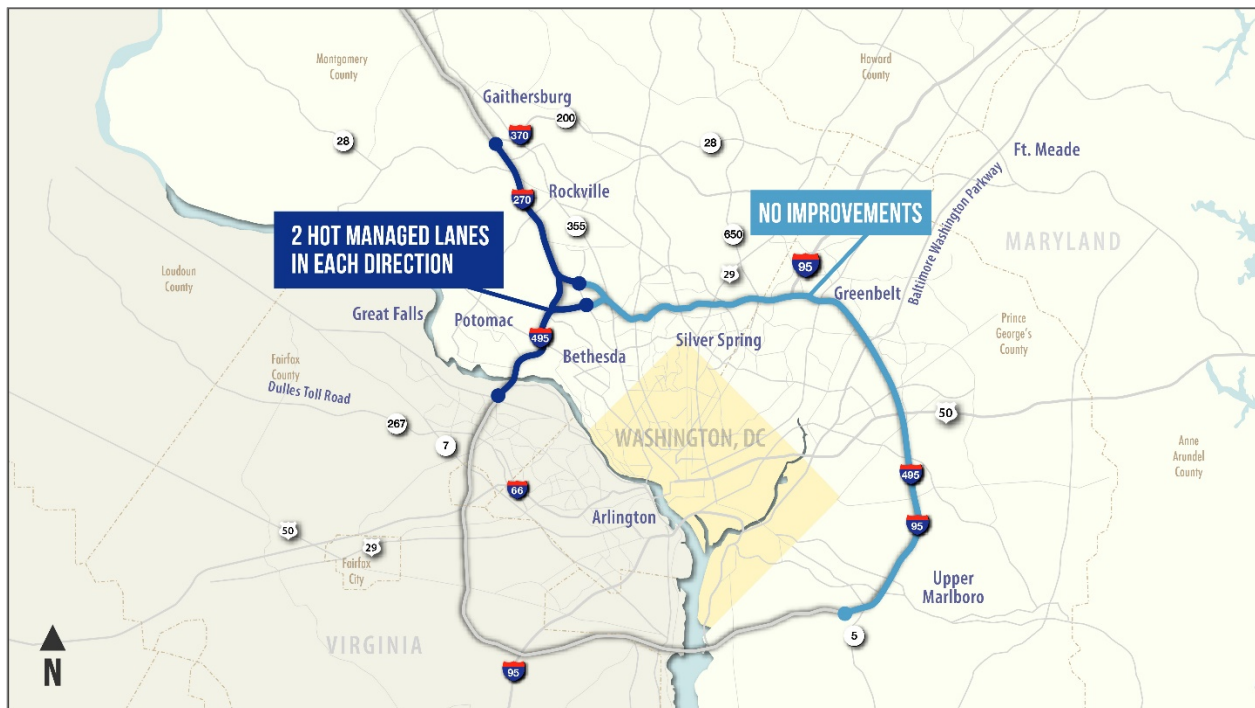 Montgomery
County
Howard
County
Gaithersburg
370
200
28
28
Ft. Meade
270
Rockville
355
650
NO IMPROVEMENTS
Baltimore Washington Parkway
MARYLAND
2 HOT MANAGED LANES
IN EACH DIRECTION
29
95
Loudoun
County
Great Falls
Potomac
495
Greenbelt
Prince
George's
County
Silver Spring
Bethesda
Fairfax
County
Dulles Toll Road
267
7
50
WASHINGTON, DC
Anne
Arundel
County
66
495
Arlington
95
50
29
Fairfax
City
Upper
Marlboro
VIRGINIA
5
N
95